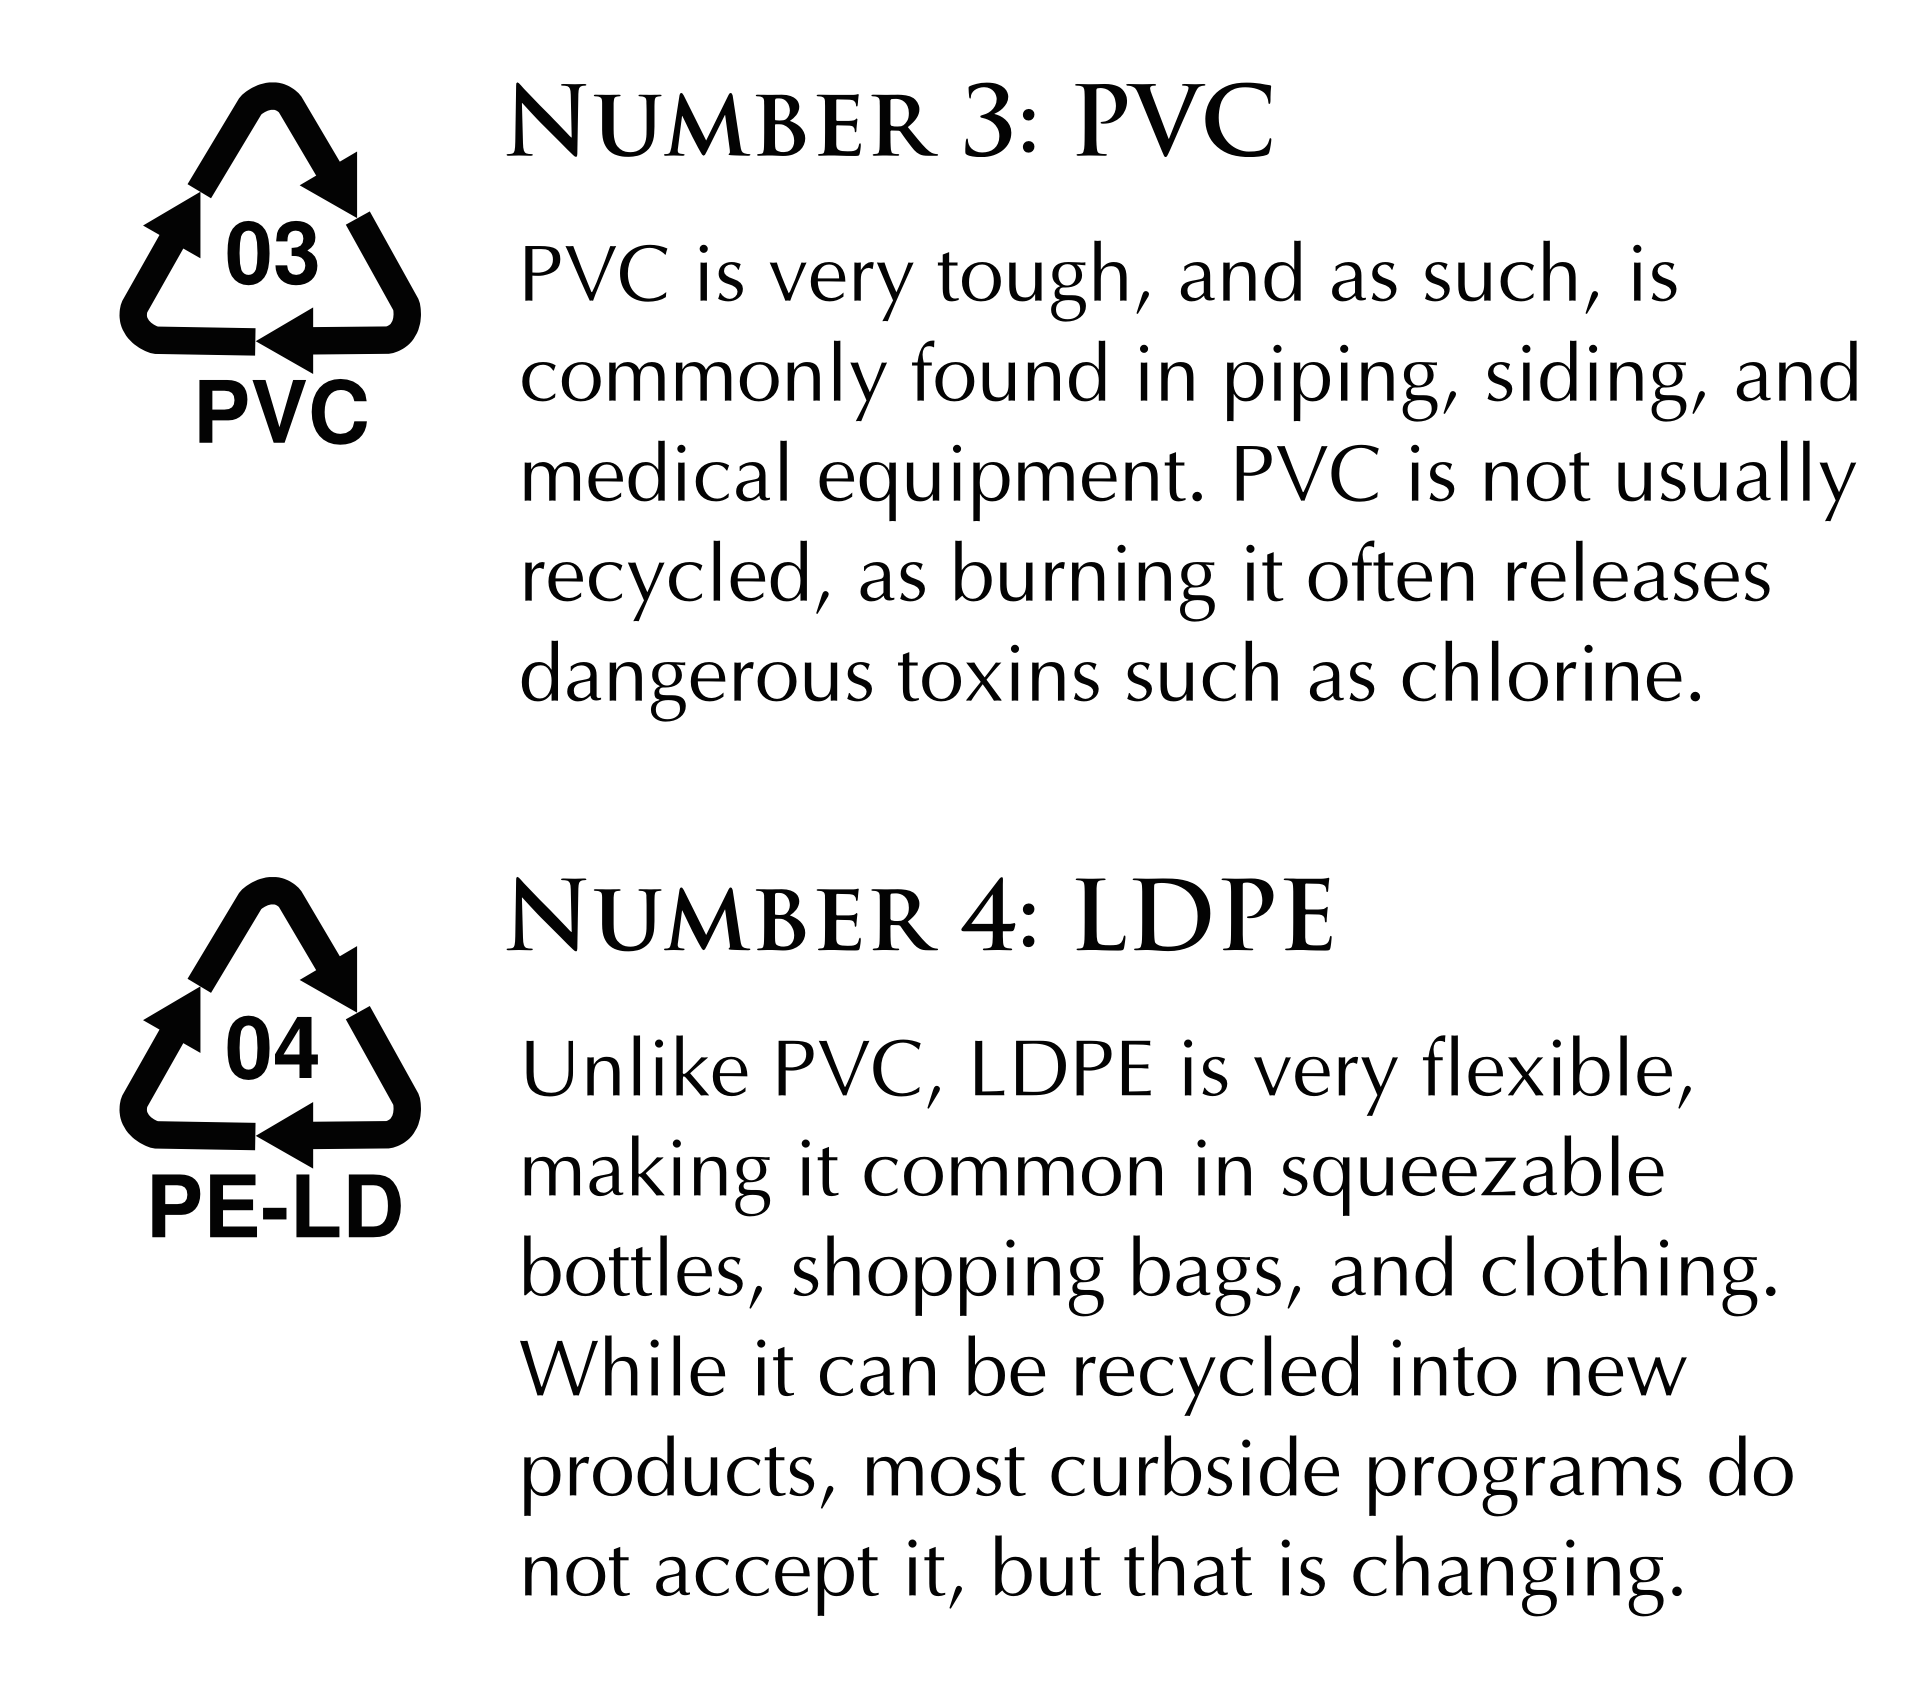 03
PVC
NUMBER 3: PVC
PVC is very tough, and as such, is
commonly found in piping, siding, and
medical equipment. PVC is not usually
recycled, as burning it often releases
dangerous toxins such as chlorine.
04
PE-LD
NUMBER 4: LDPE
Unlike PVC, LDPE is very flexible,
making it common in squeezable
bottles, shopping bags, and clothing.
While it can be recycled into new
products, most curbside programs do
not accept it, but that is changing.